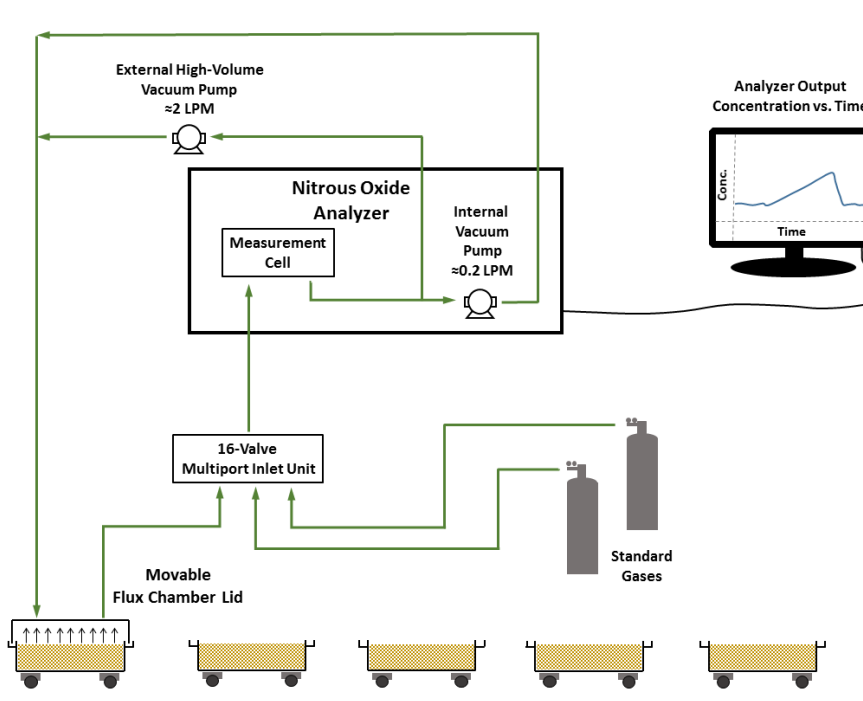 External High-Volume
Vacuum Pump
≈2 LPM
Analyzer Output
Concentration vs. Time
Nitrous Oxide
Analyzer
Internal
Vacuum
Pump
≈0.2 LPM
Measurement
Cell
Conc.
Time
16-Valve
Multiport Inlet Unit
Standard
Gases
Movable
Flux Chamber Lid